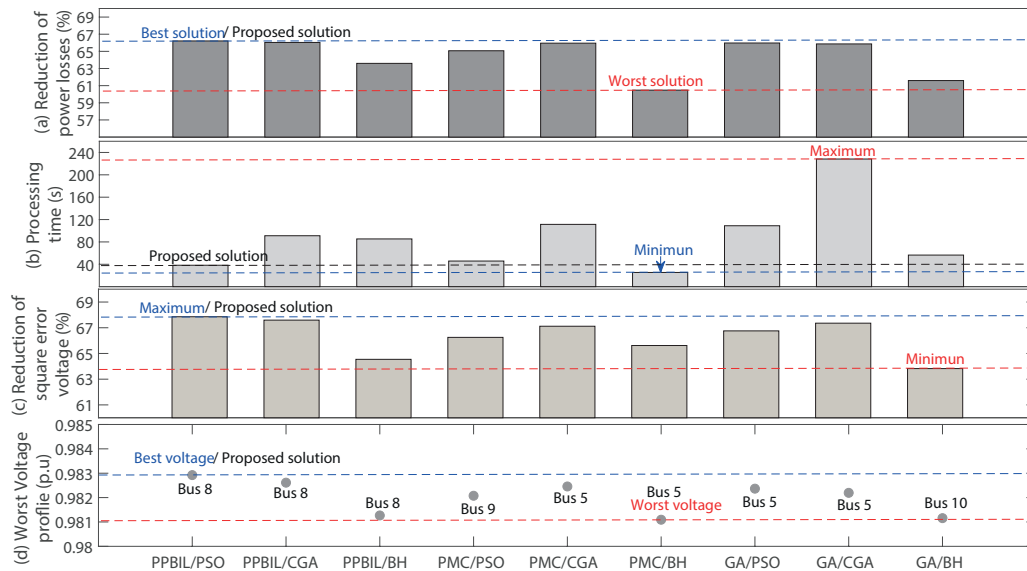 (a) Reduction of
power losses (%)
69
67
65
63
61
59
57
Best solution/ Proposed solution
Worst solution
(b) Processing
time (s)
240
200
160
120
80
40
Maximum
Proposed solution
Minimun
(c) Reduction of
square error
voltage (%)
69
67
65
63
61
Maximum/ Proposed solution
Minimun
(d) Worst Voltage
profile (p.u)
0.985
0.984
0.983
0.982
0.981
0.98
Best voltage/ Proposed solution
Worst voltage
Bus 8
Bus 8
Bus 8
Bus 9
Bus 5
Bus 5
Bus 5
Bus 5
Bus 10
PPBIL/PSO PPBIL/CGA PPBIL/BH PMC/PSO PMC/CGA PMC/BH GA/PSO GA/CGA GA/BH